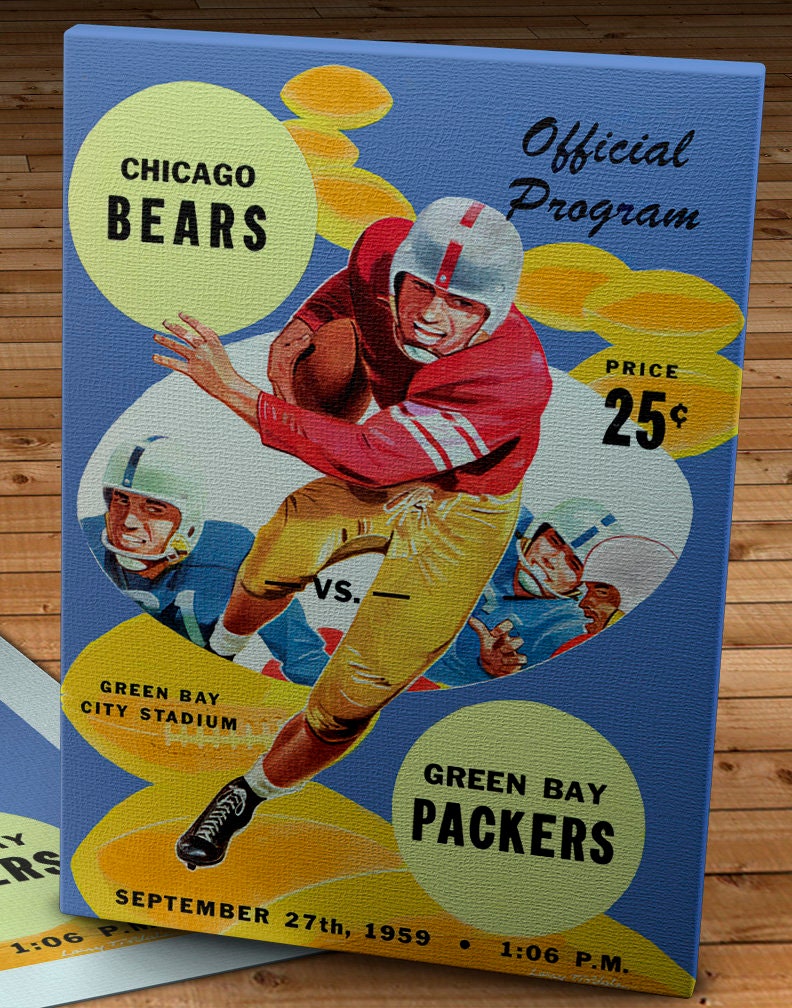 CHICAGO
BEARS
Official
Program
PRICE
25¢
— VS. —
GREEN BAY
CITY STADIUM
GREEN BAY
PACKERS
SEPTEMBER 27th, 1959 • 1:06 P.M.
1:06 P.M.